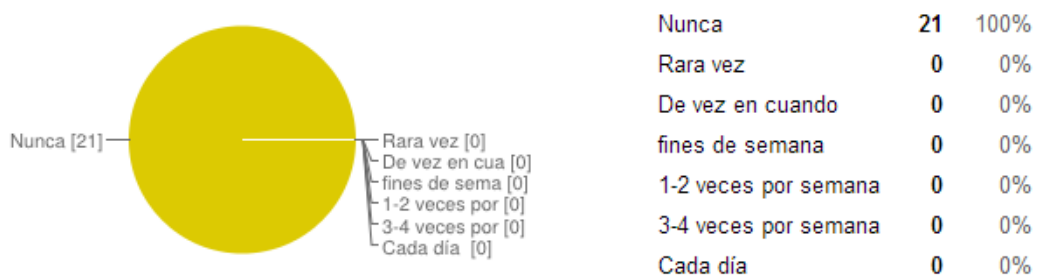 Nunca [21]
Rara vez [0]
De vez en cua [0]
fines de sema [0]
1-2 veces por [0]
3-4 veces por [0]
Cada día [0]
Nunca 21 100%
Rara vez 0 0%
De vez en cuando 0 0%
fines de semana 0 0%
1-2 veces por semana 0 0%
3-4 veces por semana 0 0%
Cada día 0 0%